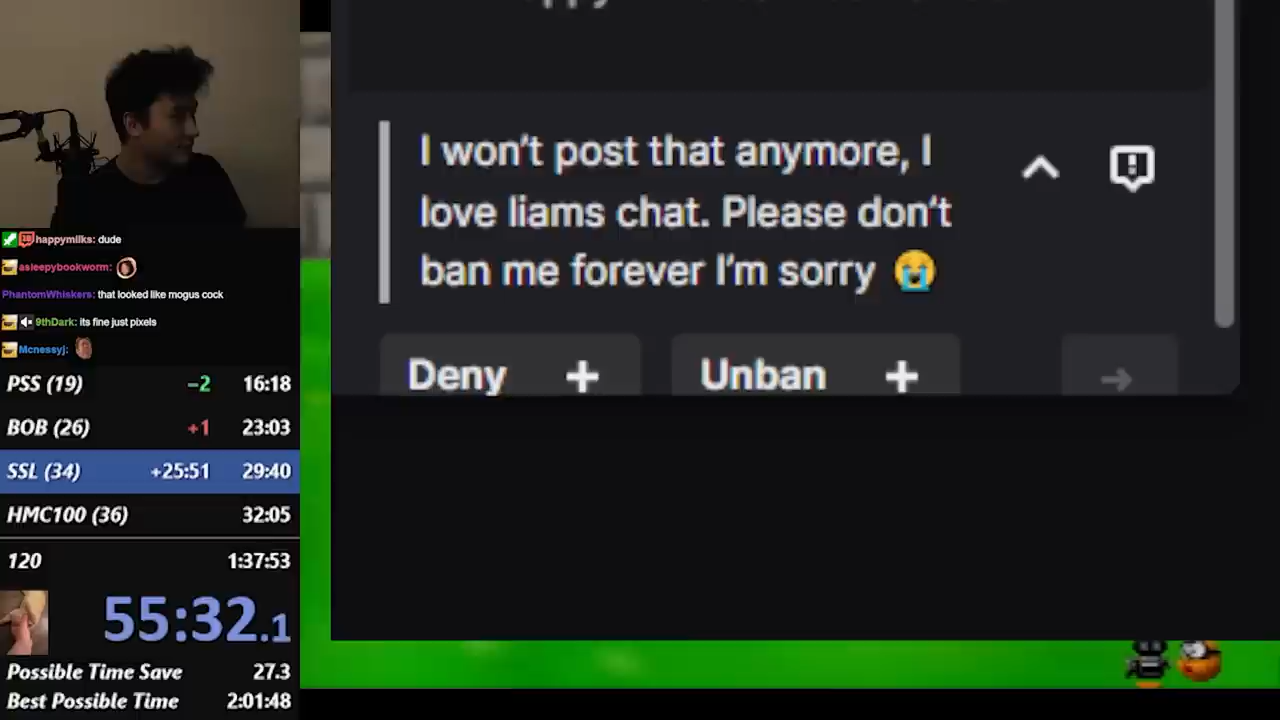 I won't post that anymore, I
love liams chat. Please don't
ban me forever I'm sorry 😭
Deny +
Unban +
happymilks: dude
asleepybookworm:
PhantomWhiskers: that looked like mogus cock
9thDark: its fine just pixels
Mcnessyj:
PSS (19) −2 16:18
BOB (26) +1 23:03
SSL (34) +25:51 29:40
HMC100 (36) 32:05
120 1:37:53
55:32.1
Possible Time Save 27.3
Best Possible Time 2:01:48